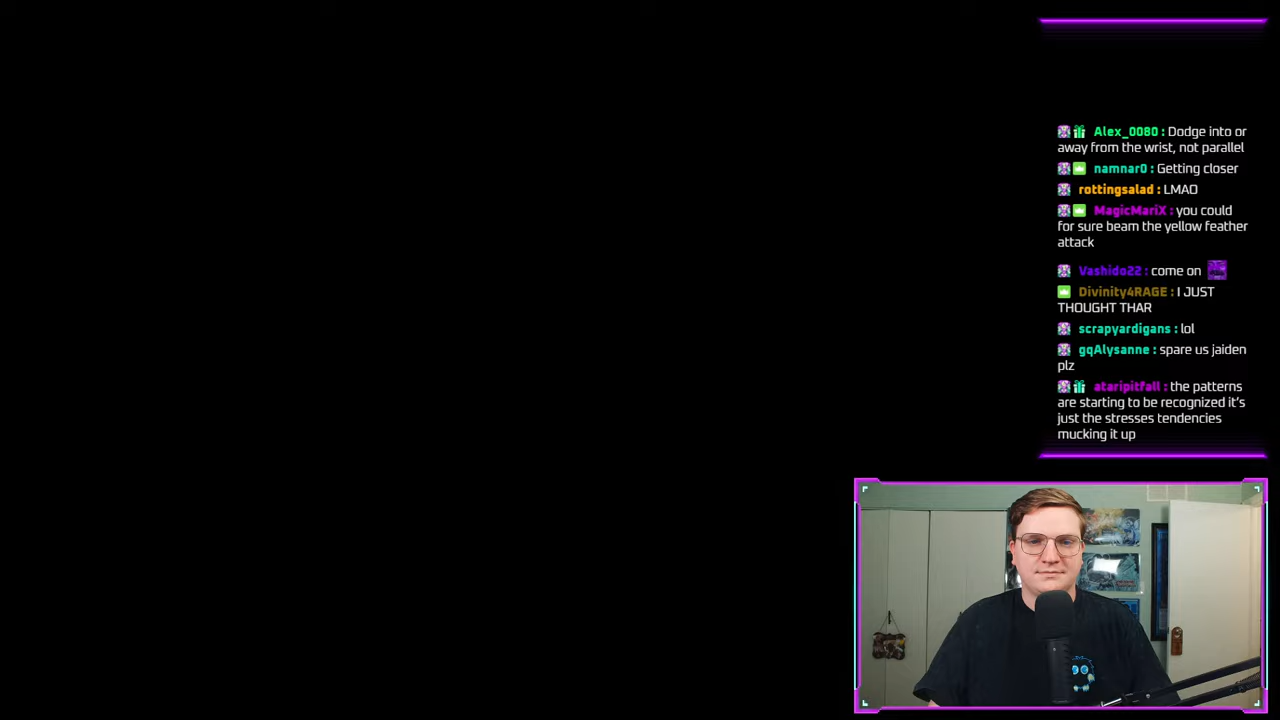 Alex_0080 : Dodge into or
away from the wrist, not parallel
namnar0 : Getting closer
rottingsalad : LMAO
MagicMariX : you could
for sure beam the yellow feather
attack
Vashido22 : come on
Divinity4RAGE : I JUST
THOUGHT THAR
scrapyardigans : lol
gqAlysanne : spare us jaiden
plz
ataripitfall : the patterns
are starting to be recognized it's
just the stresses tendencies
mucking it up